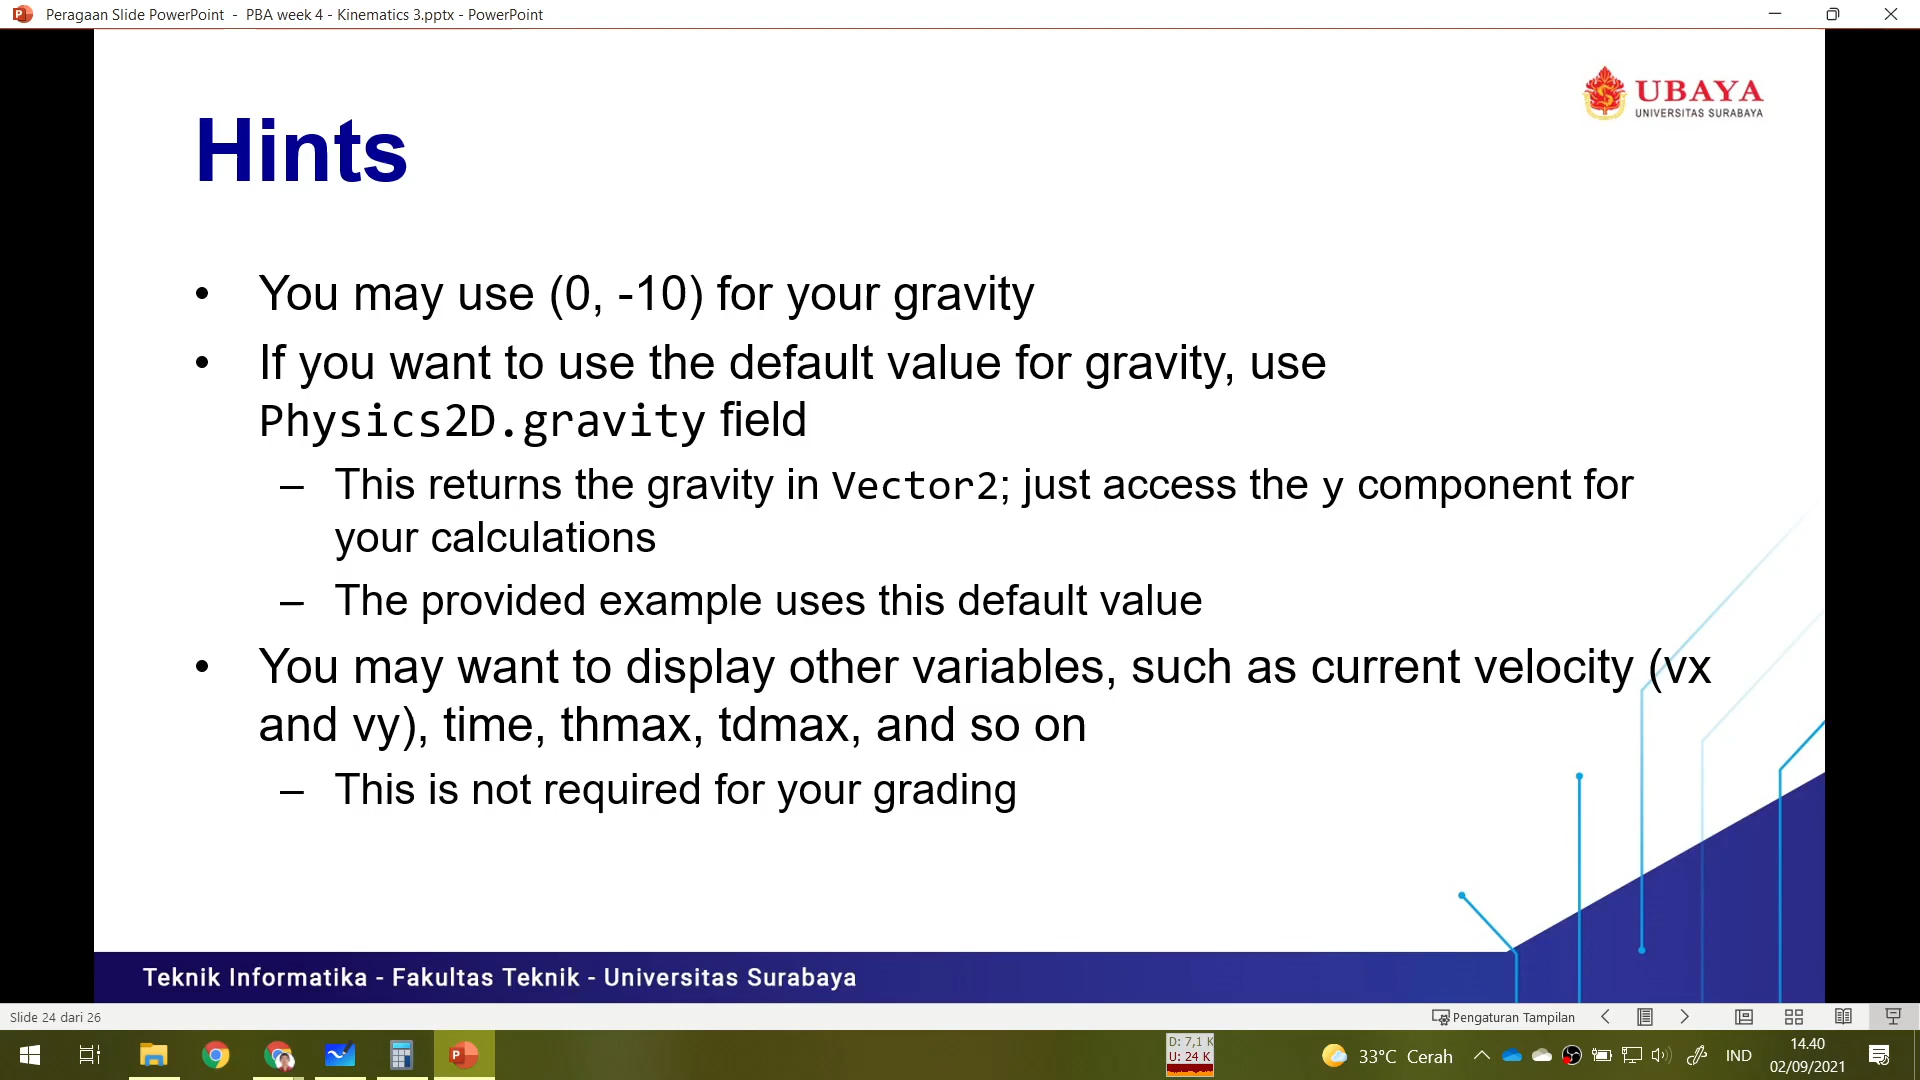 Peragaan Slide PowerPoint - PBA week 4 - Kinematics 3.pptx - PowerPoint
UBAYA
UNIVERSITAS SURABAYA
Hints
• You may use (0, -10) for your gravity
• If you want to use the default value for gravity, use
Physics2D.gravity field
– This returns the gravity in Vector2; just access the y component for
your calculations
– The provided example uses this default value
• You may want to display other variables, such as current velocity (vx
and vy), time, thmax, tdmax, and so on
– This is not required for your grading
Teknik Informatika - Fakultas Teknik - Universitas Surabaya
Slide 24 dari 26
Pengaturan Tampilan
D: 7,1 K
U: 24 K
33°C Cerah
IND
14.40
02/09/2021